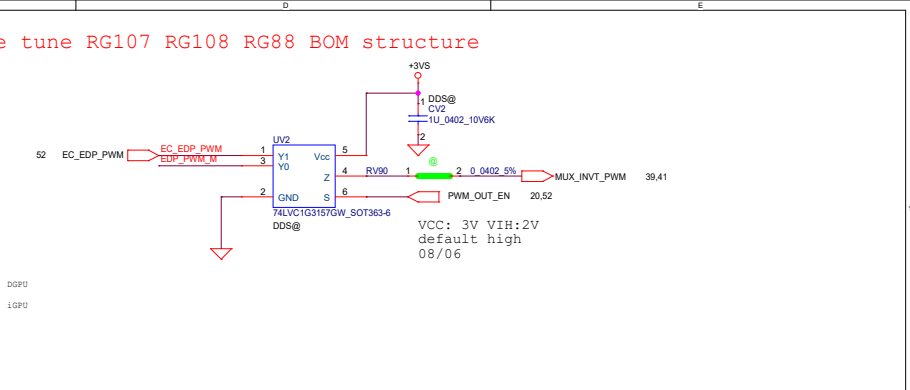 D
E
e tune RG107 RG108 RG88 BOM structure
+3VS
1
DDS@
CV2
1U_0402_10V6K
2
UV2
52 EC_EDP_PWM EC_EDP_PWM 1 Y1 Vcc 5
EDP_PWM_M 3 Y0
@
Z 4 RV90 1 2 0_0402_5% MUX_INVT_PWM 39,41
2 GND S 6 PWM_OUT_EN 20,52
74LVC1G3157GW_SOT363-6
DDS@
VCC: 3V VIH:2V
default high
08/06
DGPU
iGPU